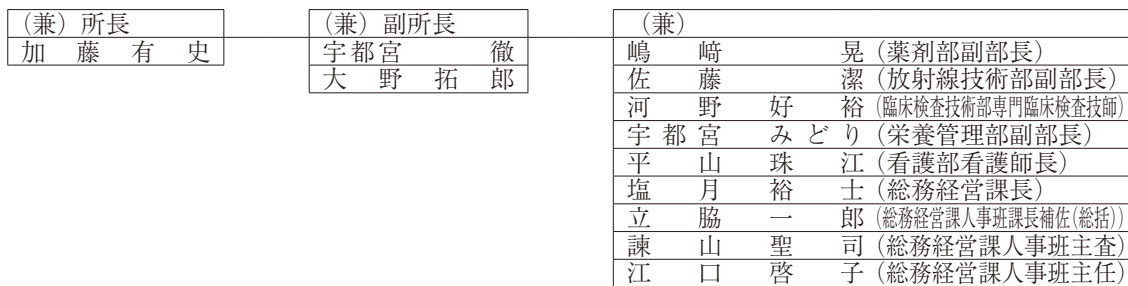 (兼)所長
加藤有史
(兼)副所長
宇都宮徹
大野拓郎
(兼)
嶋﨑晃(薬剤部副部長)
佐藤潔(放射線技術部副部長)
河野好裕(臨床検査技術部専門臨床検査技師)
宇都宮みどり(栄養管理部副部長)
平山珠江(看護部看護師長)
塩月裕士(総務経営課長)
立脇一郎(総務経営課人事班課長補佐(総括))
諫山聖司(総務経営課人事班主査)
江口啓子(総務経営課人事班主任)